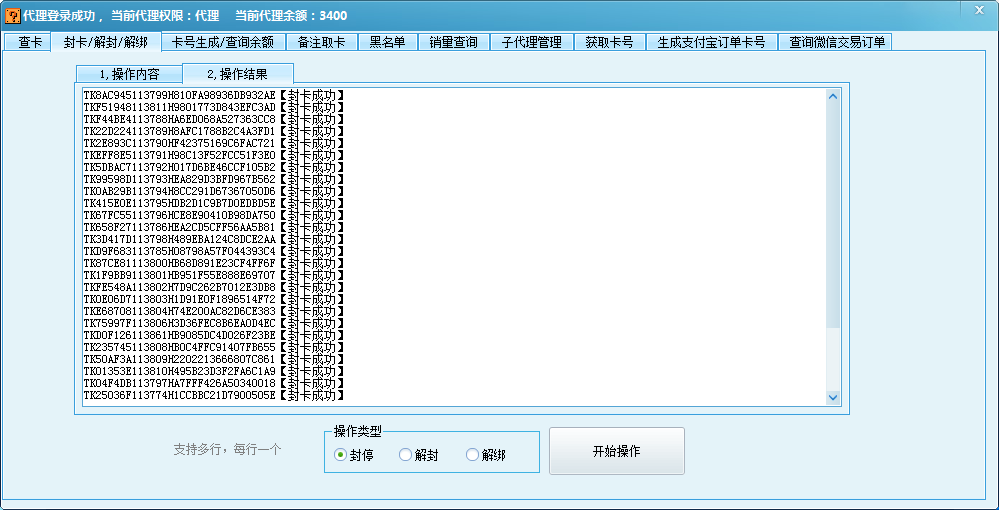 代理登录成功，当前代理权限：代理　当前代理余额：3400
查卡 封卡/解封/解绑 卡号生成/查询余额 备注取卡 黑名单 销量查询 子代理管理 获取卡号 生成支付宝订单卡号 查询微信交易订单
1,操作内容 2,操作结果
TK8AC945113799H810FA98936DB932AE【封卡成功】
TKF51948113811H9801773D843EFC3AD【封卡成功】
TKF44BE4113788HA6ED068A527363CC8【封卡成功】
TK22D224113789H8AFC1788B2C4A3FD1【封卡成功】
TK2E893C113790HF42375169C6FAC721【封卡成功】
TKEFF8E5113791H98C13F52FCC51F3E0【封卡成功】
TK5DBAC7113792H017D6BE46CCF105B2【封卡成功】
TK99598D113793HEA829D3BFD967B562【封卡成功】
TK0AB29B113794H8CC291D67367050D6【封卡成功】
TK415E0E113795HDB2D1C9B7D0EDBD5E【封卡成功】
TK67FC55113796HCE8E90410B98DA750【封卡成功】
TK658F27113786HEA2CD5CFF56AA5B81【封卡成功】
TK3D417D113798H489EBA124C8DCE2AA【封卡成功】
TKD9F683113785H08798A57F044393C4【封卡成功】
TK87CE81113800HB68D891E23CF4FF6F【封卡成功】
TK1F9BB9113801HB951F55E888E69707【封卡成功】
TKFE548A113802H7D9C262B7012E3DB8【封卡成功】
TK0E06D7113803H1D91E0F1896514F72【封卡成功】
TKE68708113804H74E200AC82D6CE383【封卡成功】
TK75997F113806H3D36FEC8B6EA0D4EC【封卡成功】
TKD0F126113861HB9085DC4D026F23BE【封卡成功】
TK235745113808HB0C4FFC91407FB655【封卡成功】
TK50AF3A113809H2202213666807C861【封卡成功】
TK01353E113810H495B23D3F2FA6C1A9【封卡成功】
TK04F4DB113797HA7FFF426A50340018【封卡成功】
TK25036F113774H1CCBBC21D7900505E【封卡成功】
操作类型
支持多行，每行一个 封停 解封 解绑 开始操作